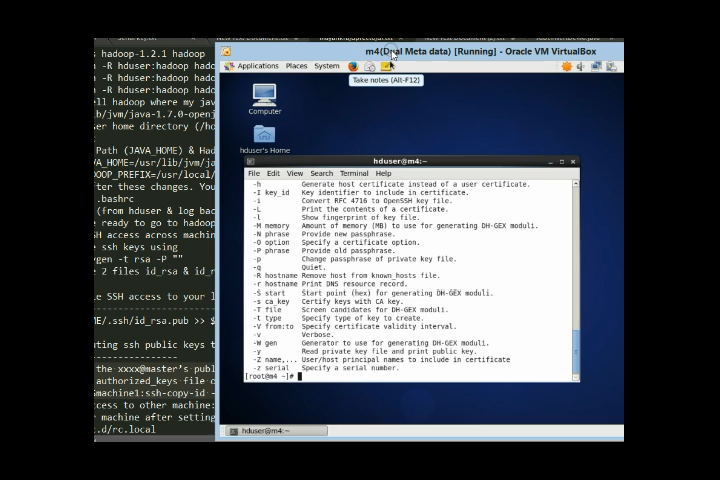 m4(Dual Meta data) [Running] - Oracle VM VirtualBox
Applications Places System
Take notes (Alt-F12)
Computer
hduser's Home
hduser@m4:~
File Edit View Search Terminal Help
-h Generate host certificate instead of a user certificate.
-I key_id Key identifier to include in certificate.
-i Convert RFC 4716 to OpenSSH key file.
-L Print the contents of a certificate.
-l Show fingerprint of key file.
-M memory Amount of memory (MB) to use for generating DH-GEX moduli.
-N phrase Provide new passphrase.
-O option Specify a certificate option.
-P phrase Provide old passphrase.
-p Change passphrase of private key file.
-q Quiet.
-R hostname Remove host from known_hosts file.
-r hostname Print DNS resource record.
-S start Start point (hex) for generating DH-GEX moduli.
-s ca_key Certify keys with CA key.
-T file Screen candidates for DH-GEX moduli.
-t type Specify type of key to create.
-V from:to Specify certificate validity interval.
-v Verbose.
-W gen Generator to use for generating DH-GEX moduli.
-y Read private key file and print public key.
-Z name,... User/host principal names to include in certificate
-z serial Specify a serial number.
[root@m4 ~]#
hduser@m4:~
s hadoop-1.2.1 hadoop
n -R hduser:hadoop
n -R hduser:hadoop
n -R hduser:hadoop
ell hadoop where my jav
ib/jvm/java-1.7.0-openj
ser home directory (/ho
Path (JAVA_HOME) & Had
VA_HOME=/usr/lib/jvm/ja
DOOP_PREFIX=/usr/local/
fter these changes. You
.bashrc
(from hduser & log bac
e ready to go to hadoop
H access across machin
e ssh keys using
ygen -t rsa -P ""
e 2 files id_rsa & id_r
le SSH access to your l
ME/.ssh/id_rsa.pub >> $
uting ssh public keys t
the xxxx@master's publ
authorized_keys file o
$machine1:ssh-copy-id -
ccess to other machine:
r machine after setting
c.d/rc.local